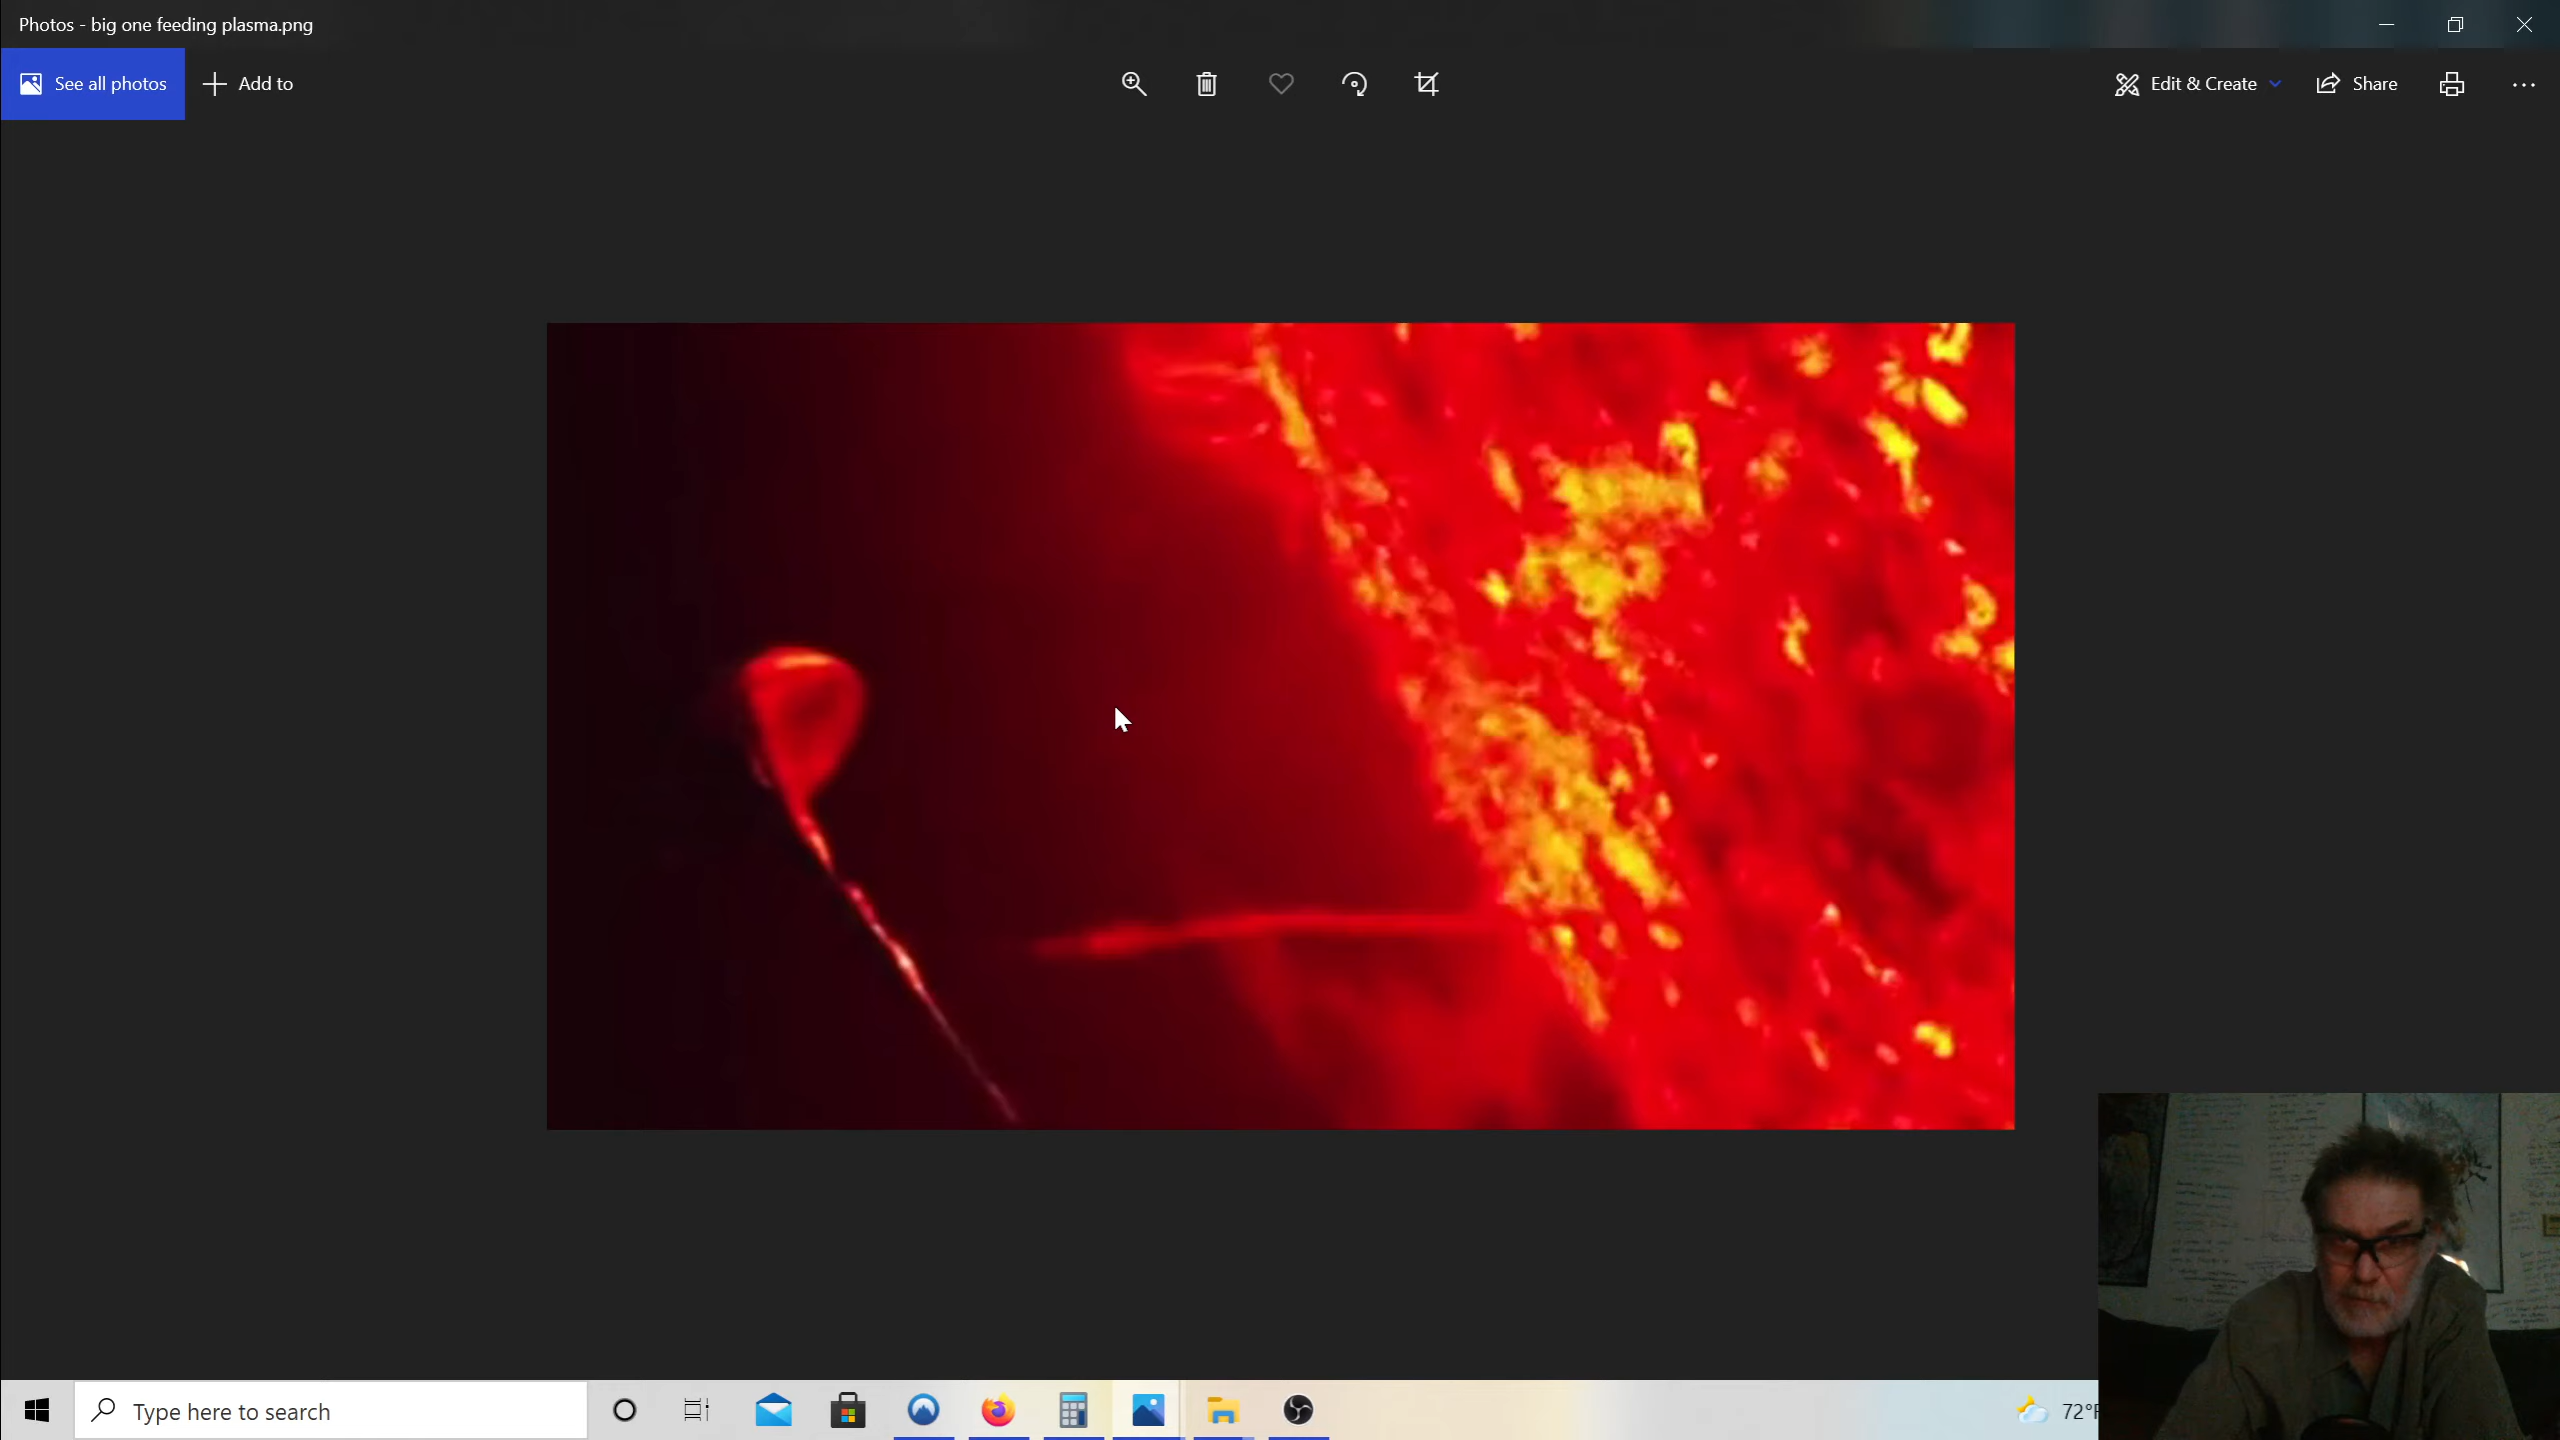 Photos - big one feeding plasma.png
See all photos
Add to
Edit & Create
Share
Type here to search
72°F